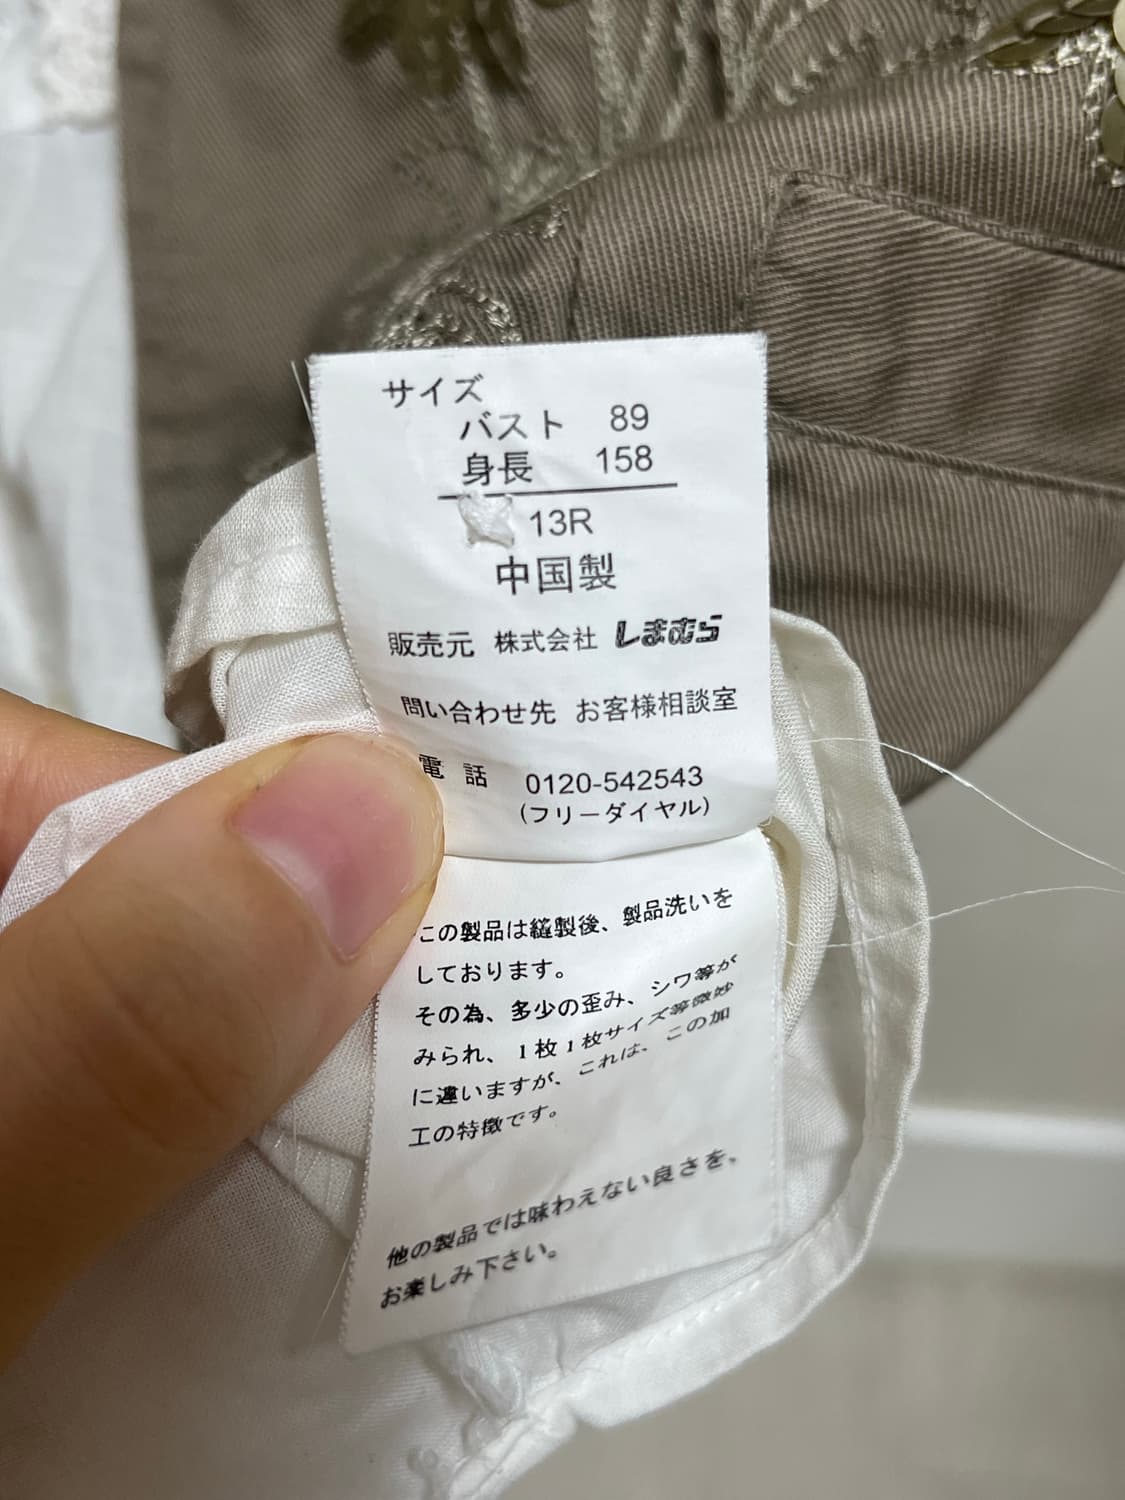 サイズ
バスト 89
身長 158
13R
中国製
販売元 株式会社 しまむら
問い合わせ先 お客様相談室
電話 0120-542543
(フリーダイヤル)
この製品は縫製後、製品洗いを
しております。
その為、多少の歪み、シワ等が
みられ、1枚1枚サイズ等微妙
に違いますが、これは、この加
工の特徴です。
他の製品では味わえない良さを、
お楽しみ下さい。